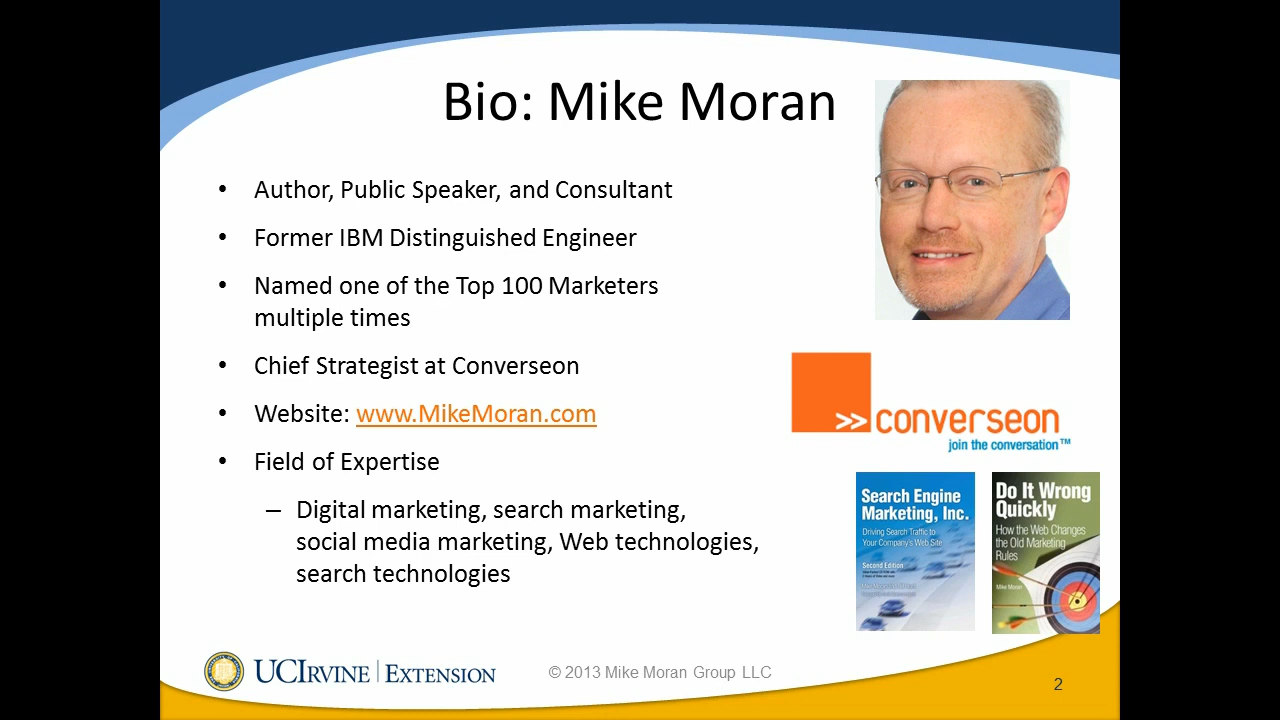 Bio: Mike Moran
• Author, Public Speaker, and Consultant
• Former IBM Distinguished Engineer
• Named one of the Top 100 Marketers
multiple times
• Chief Strategist at Converseon
• Website: www.MikeMoran.com
• Field of Expertise
– Digital marketing, search marketing,
social media marketing, Web technologies,
search technologies
>> converseon
join the conversation™
Search Engine
Marketing, Inc.
Driving Search Traffic to
Your Company's Web Site
Second Edition
Do It Wrong
Quickly
How the Web Changes
the Old Marketing
Rules
Mike Moran
UCIRVINE | EXTENSION
© 2013 Mike Moran Group LLC
2